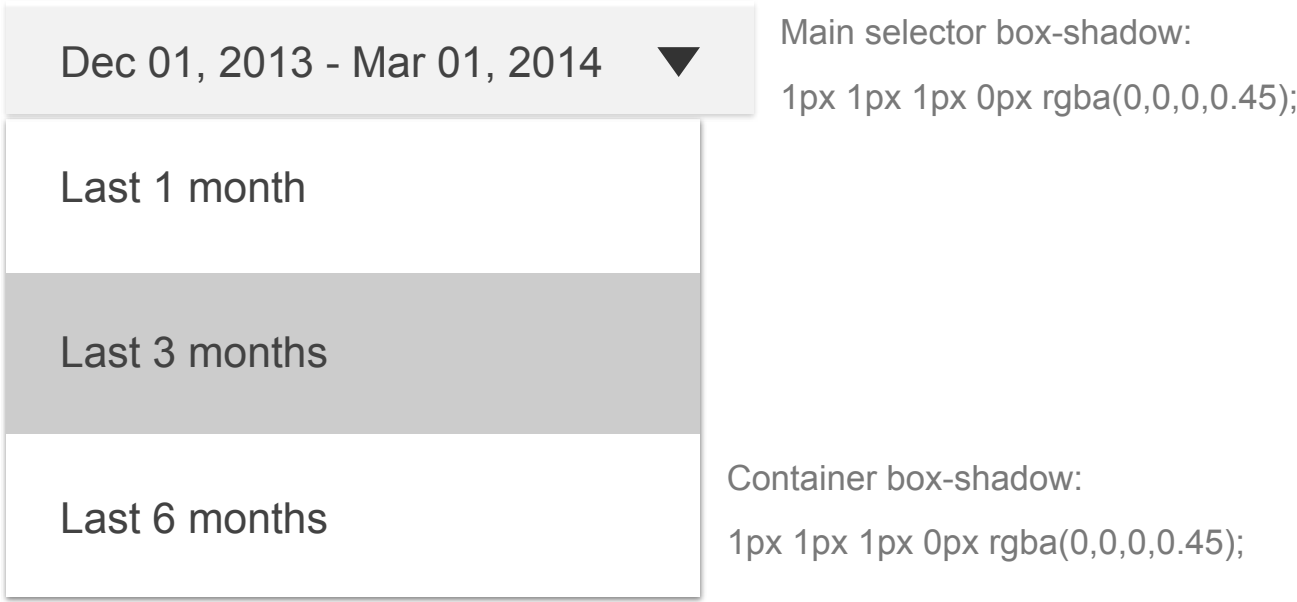 Dec 01, 2013 - Mar 01, 2014
Main selector box-shadow:
1px 1px 1px 0px rgba(0,0,0,0.45);
Last 1 month
Last 3 months
Last 6 months
Container box-shadow:
1px 1px 1px 0px rgba(0,0,0,0.45);